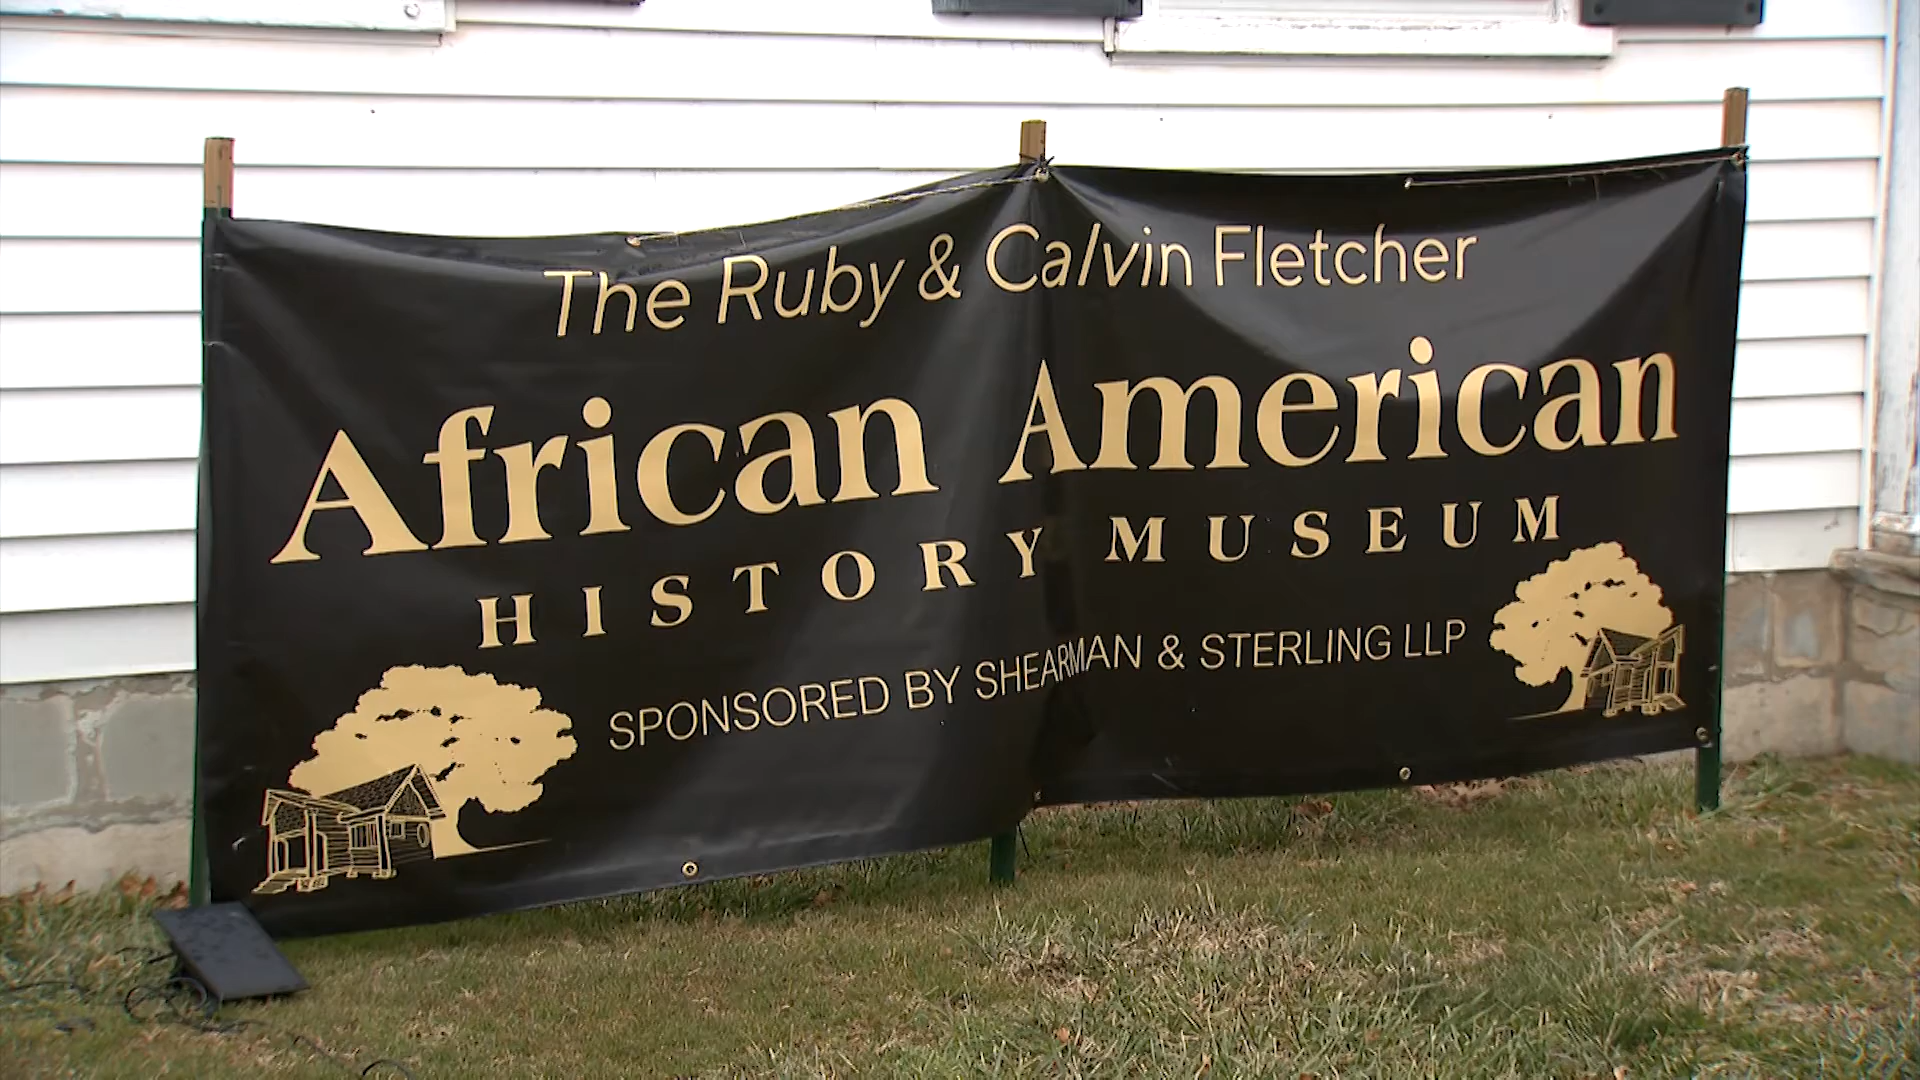 The Ruby & Calvin Fletcher
African American
HISTORY MUSEUM
SPONSORED BY SHEARMAN & STERLING LLP